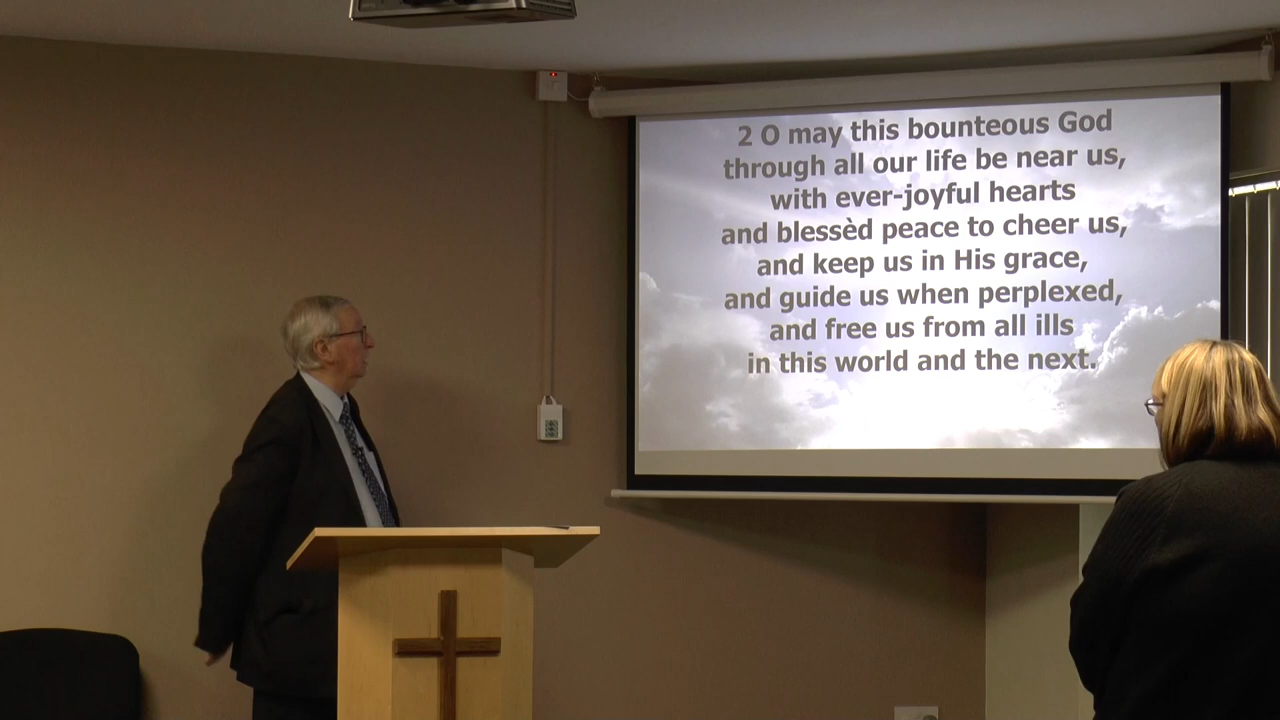 2 O may this bounteous God
through all our life be near us,
with ever-joyful hearts
and blessèd peace to cheer us,
and keep us in His grace,
and guide us when perplexed,
and free us from all ills
in this world and the next.